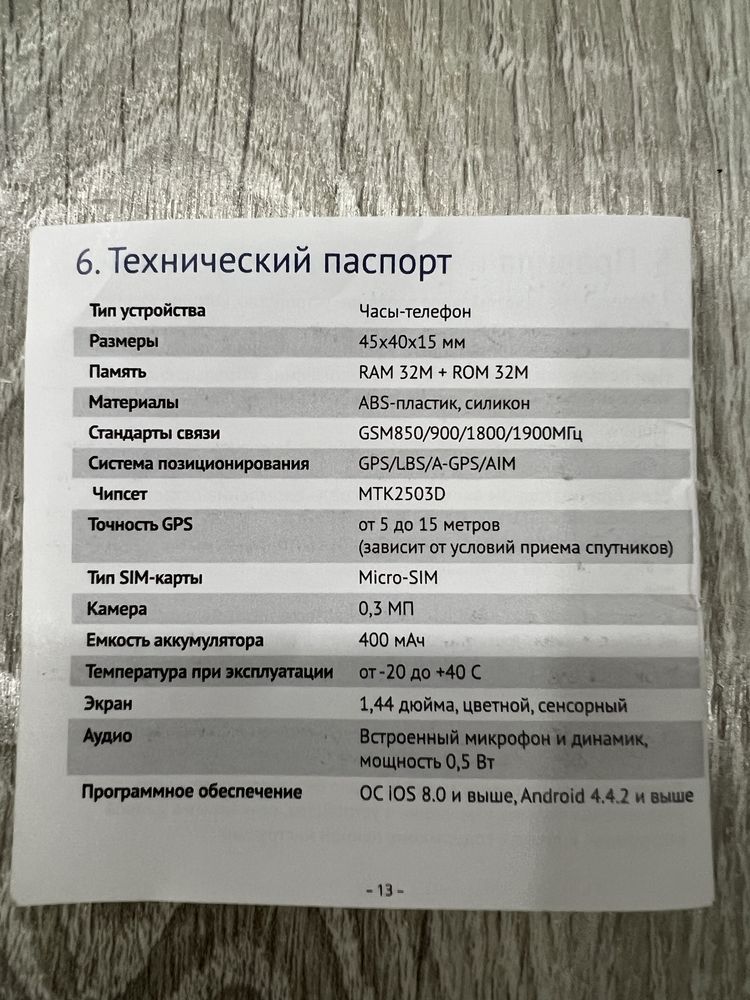 6. Технический паспорт
Тип устройства Часы-телефон
Размеры 45х40х15 мм
Память RAM 32M + ROM 32M
Материалы ABS-пластик, силикон
Стандарты связи GSM850/900/1800/1900МГц
Система позиционирования GPS/LBS/A-GPS/AIM
Чипсет MTK2503D
Точность GPS от 5 до 15 метров
(зависит от условий приема спутников)
Тип SIM-карты Micro-SIM
Камера 0,3 МП
Емкость аккумулятора 400 мАч
Температура при эксплуатации от -20 до +40 С
Экран 1,44 дюйма, цветной, сенсорный
Аудио Встроенный микрофон и динамик,
мощность 0,5 Вт
Программное обеспечение ОС iOS 8.0 и выше, Android 4.4.2 и выше
- 13 -